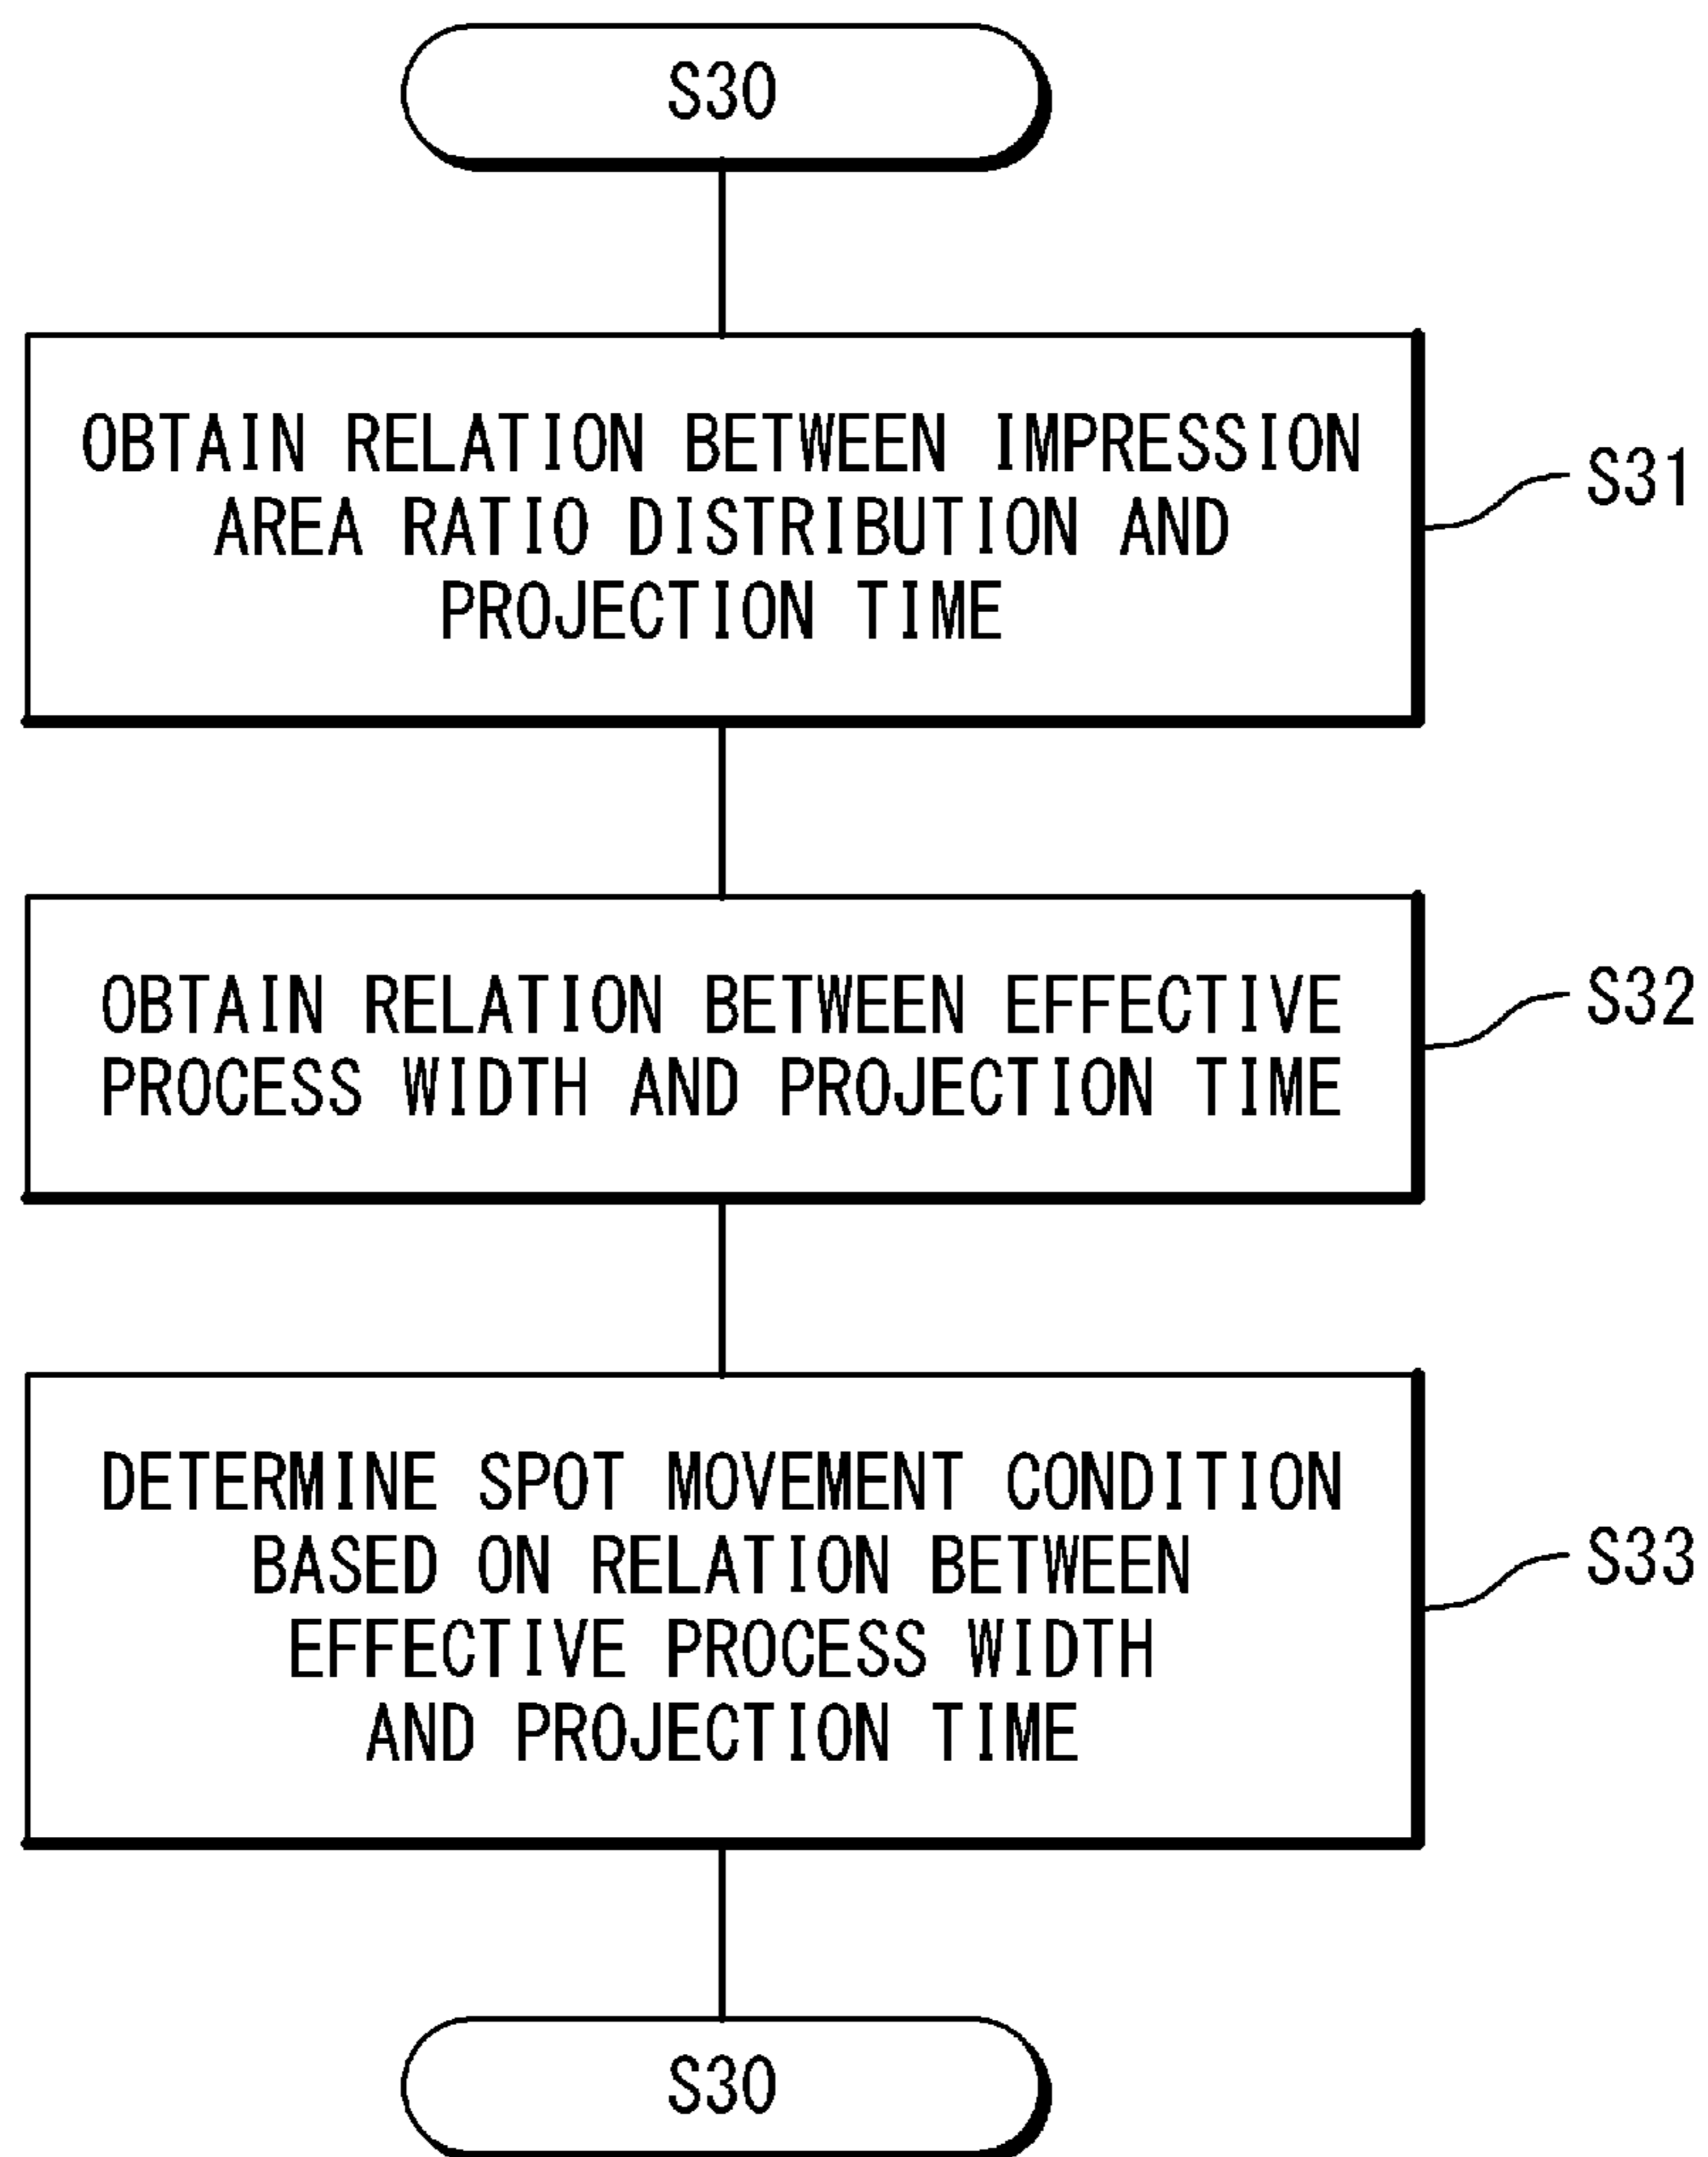 S30
OBTAIN RELATION BETWEEN IMPRESSION
AREA RATIO DISTRIBUTION AND
PROJECTION TIME
S31
OBTAIN RELATION BETWEEN EFFECTIVE
PROCESS WIDTH AND PROJECTION TIME
S32
DETERMINE SPOT MOVEMENT CONDITION
BASED ON RELATION BETWEEN
EFFECTIVE PROCESS WIDTH
AND PROJECTION TIME
S33
S30